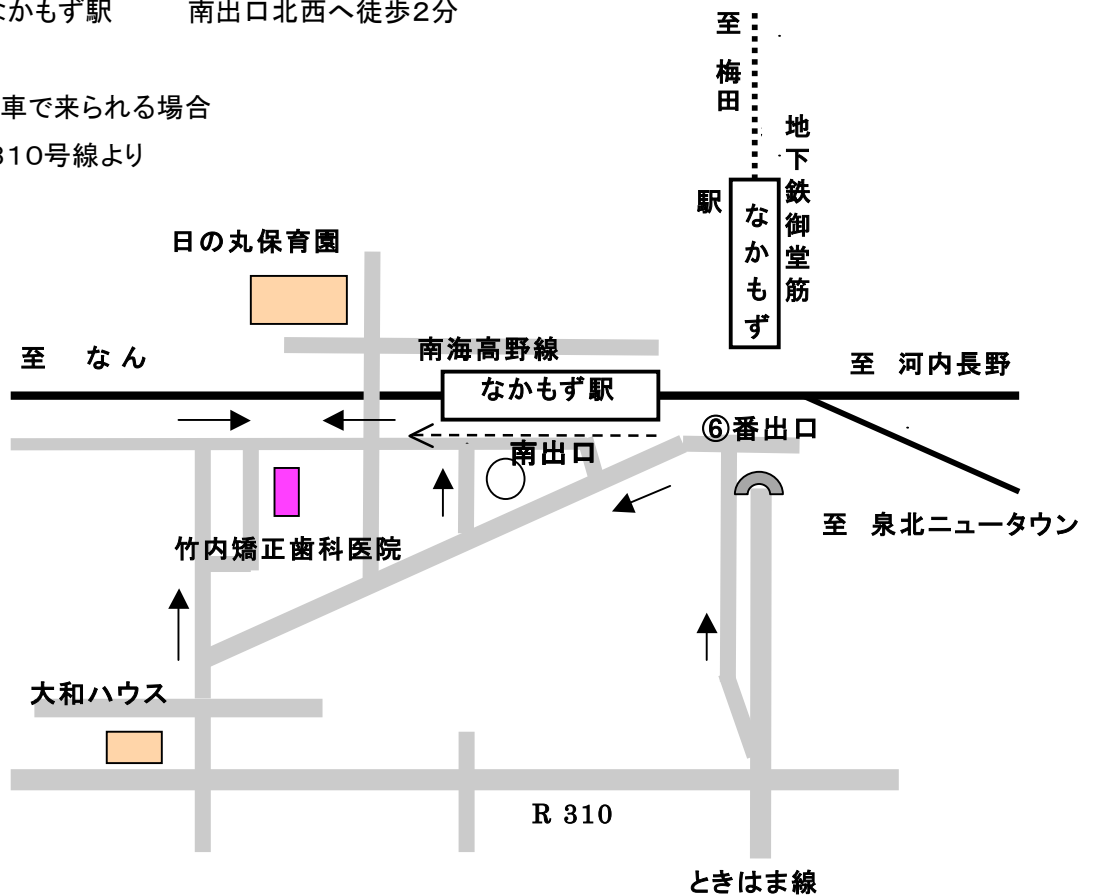 なかもず駅 南出口北西へ徒歩2分
車で来られる場合
310号線より
至 梅田
地下鉄御堂筋
なかもず
駅
日の丸保育園
南海高野線
至 なん
なかもず駅
至 河内長野
⑥番出口
南出口
至 泉北ニュータウン
竹内矯正歯科医院
大和ハウス
R 310
ときはま線